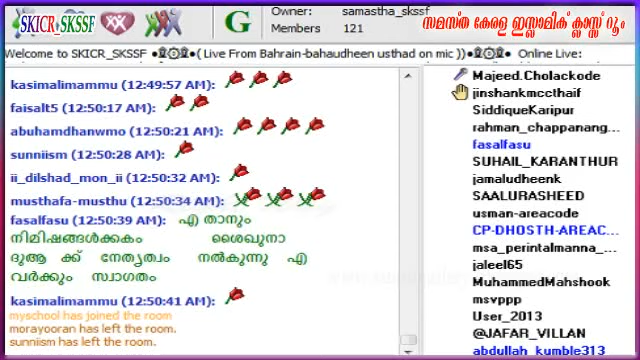 SKICR SKSSF
G
Owner: samastha_skssf
Members 121
സമസ്ത കേരള ഇസ്ലാമിക് ക്ലാസ്സ് റൂം
Welcome to SKICR_SKSSF •۩۞۩•( Live From Bahrain-bahaudheen usthad on mic ))•۩۞۩• Online Live:
kasimalimammu (12:49:57 AM):
faisalt5 (12:50:17 AM):
abuhamdhanwmo (12:50:21 AM):
sunniism (12:50:28 AM):
ii_dilshad_mon_ii (12:50:32 AM):
musthafa-musthu (12:50:34 AM):
fasalfasu (12:50:39 AM): എ താനും
നിമിഷങ്ങൾക്കകം ശൈഖുനാ
ദുആ ക്ക് നേതൃത്വം നൽകുന്നു എ
വർക്കും സ്വാഗതം
kasimalimammu (12:50:41 AM):
myschool has joined the room
morayooran has left the room.
sunniism has left the room.
Majeed.Cholackode
jinshankmccthaif
SiddiqueKaripur
rahman_chappanang...
fasalfasu
SUHAIL_KARANTHUR
jamaludheenk
SAALURASHEED
usman-areacode
CP-DHOSTH-AREAC...
msa_perintalmanna_...
jaleel65
MuhammedMahshook
msvppp
User_2013
@JAFAR_VILLAN
abdullah_kumble313